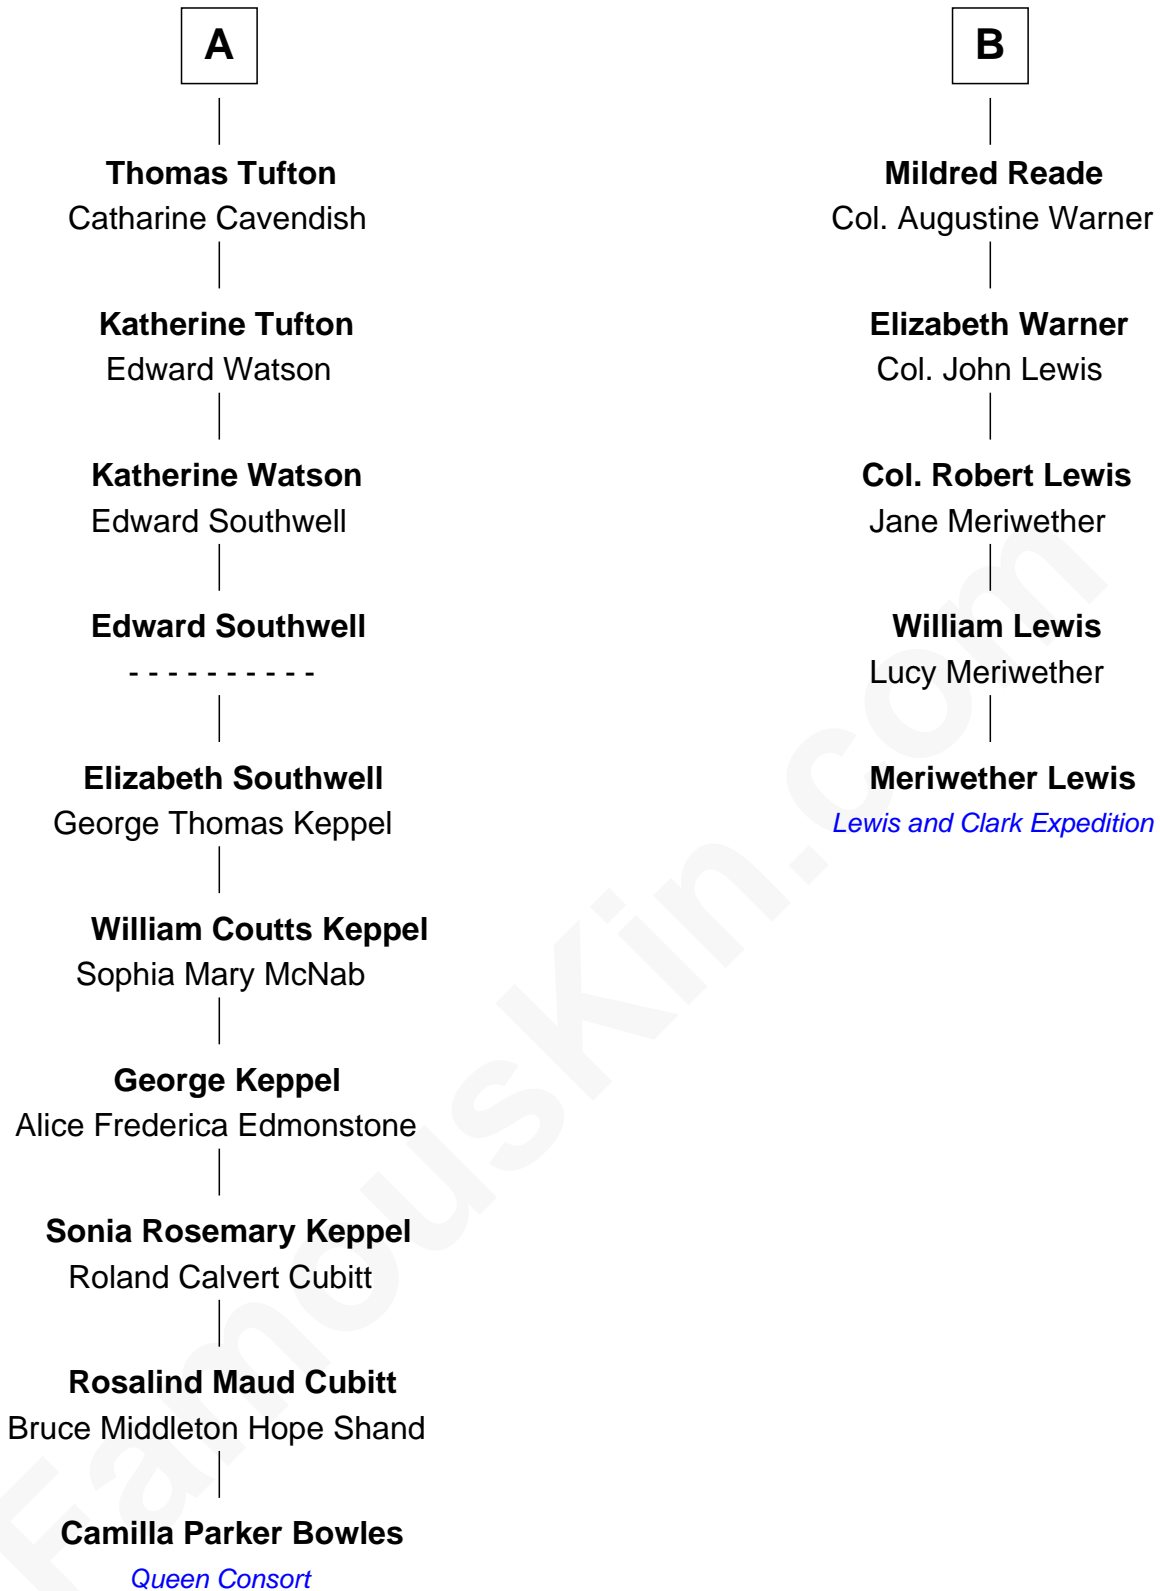 A
Thomas Tufton
Catharine Cavendish
Katherine Tufton
Edward Watson
Katherine Watson
Edward Southwell
Edward Southwell
- - - - - - - - - -
Elizabeth Southwell
George Thomas Keppel
William Coutts Keppel
Sophia Mary McNab
George Keppel
Alice Frederica Edmonstone
Sonia Rosemary Keppel
Roland Calvert Cubitt
Rosalind Maud Cubitt
Bruce Middleton Hope Shand
Camilla Parker Bowles
Queen Consort
B
Mildred Reade
Col. Augustine Warner
Elizabeth Warner
Col. John Lewis
Col. Robert Lewis
Jane Meriwether
William Lewis
Lucy Meriwether
Meriwether Lewis
Lewis and Clark Expedition
FamousKin.com